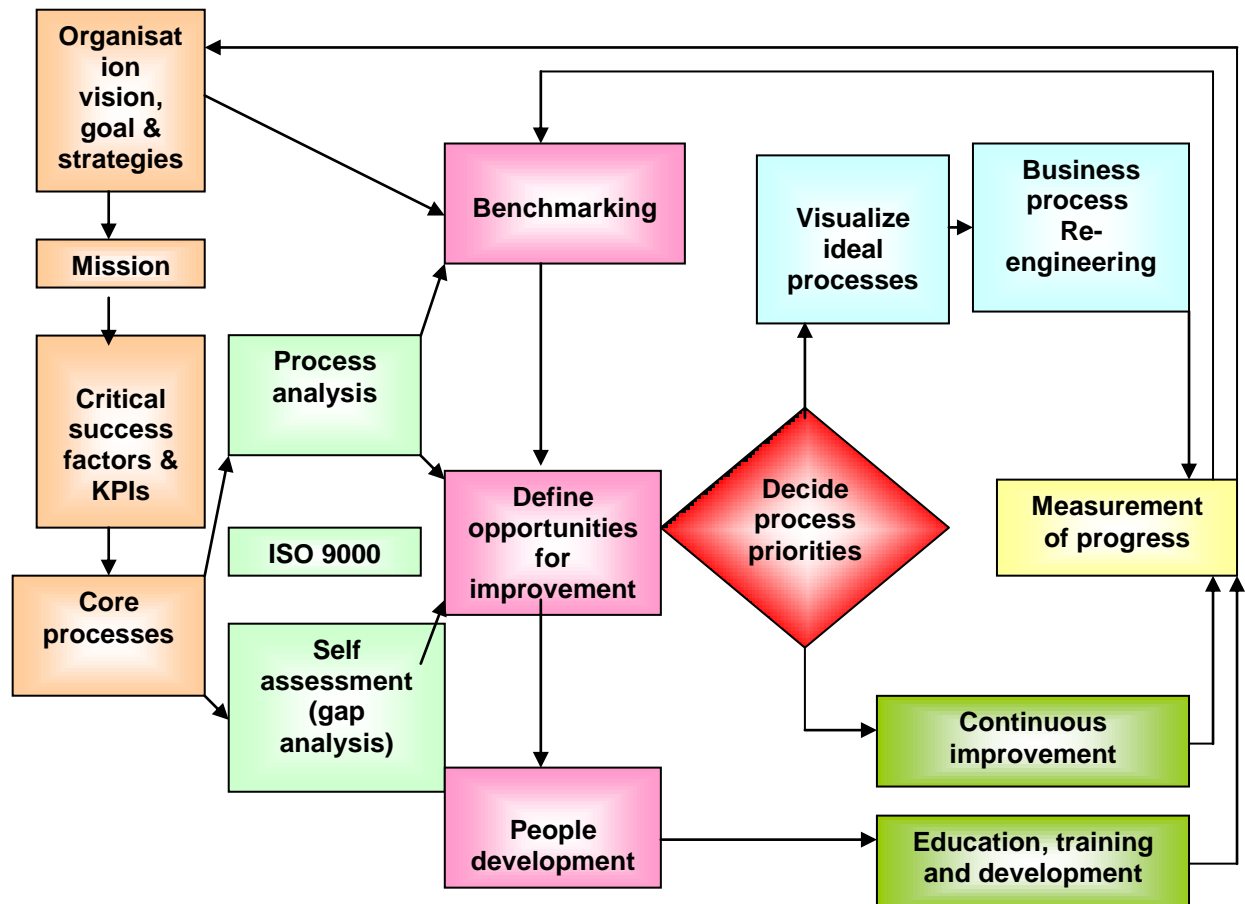 Organisat
ion
vision,
goal &
strategies
Mission
Critical
success
factors &
KPIs
Core
processes
Process
analysis
ISO 9000
Self
assessment
(gap
analysis)
Benchmarking
Define
opportunities
for
improvement
People
development
Decide
process
priorities
Visualize
ideal
processes
Business
process
Re-
engineering
Measurement
of progress
Continuous
improvement
Education, training
and development